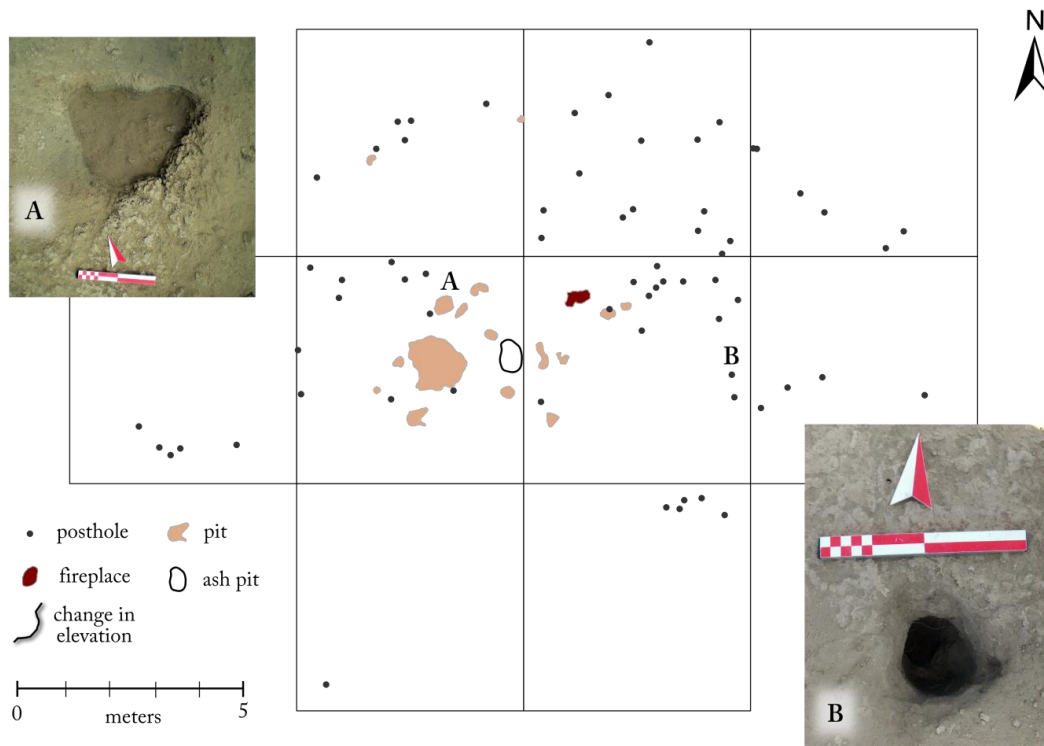 N
A
A
B
posthole
pit
fireplace
ash pit
change in
elevation
0
5
meters
B